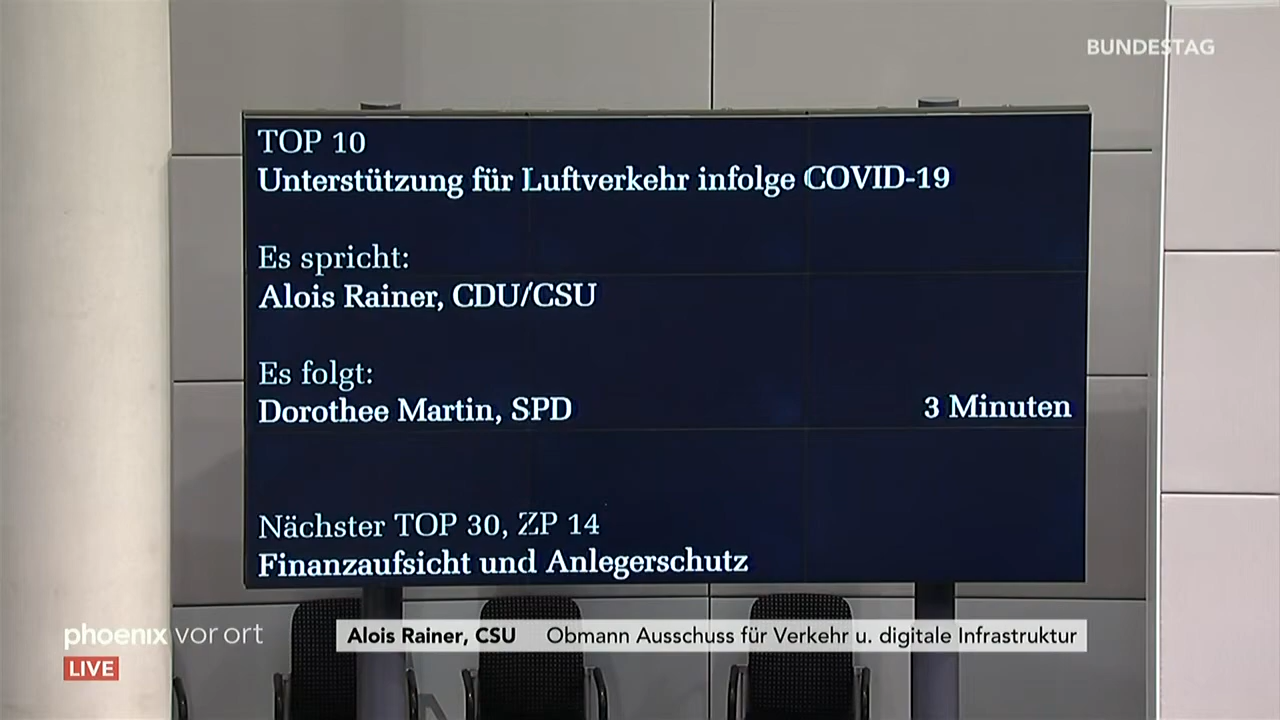 BUNDESTAG
TOP 10
Unterstützung für Luftverkehr infolge COVID-19
Es spricht:
Alois Rainer, CDU/CSU
Es folgt:
Dorothee Martin, SPD 3 Minuten
Nächster TOP 30, ZP 14
Finanzaufsicht und Anlegerschutz
phoenix vor ort
Alois Rainer, CSU Obmann Ausschuss für Verkehr u. digitale Infrastruktur
LIVE